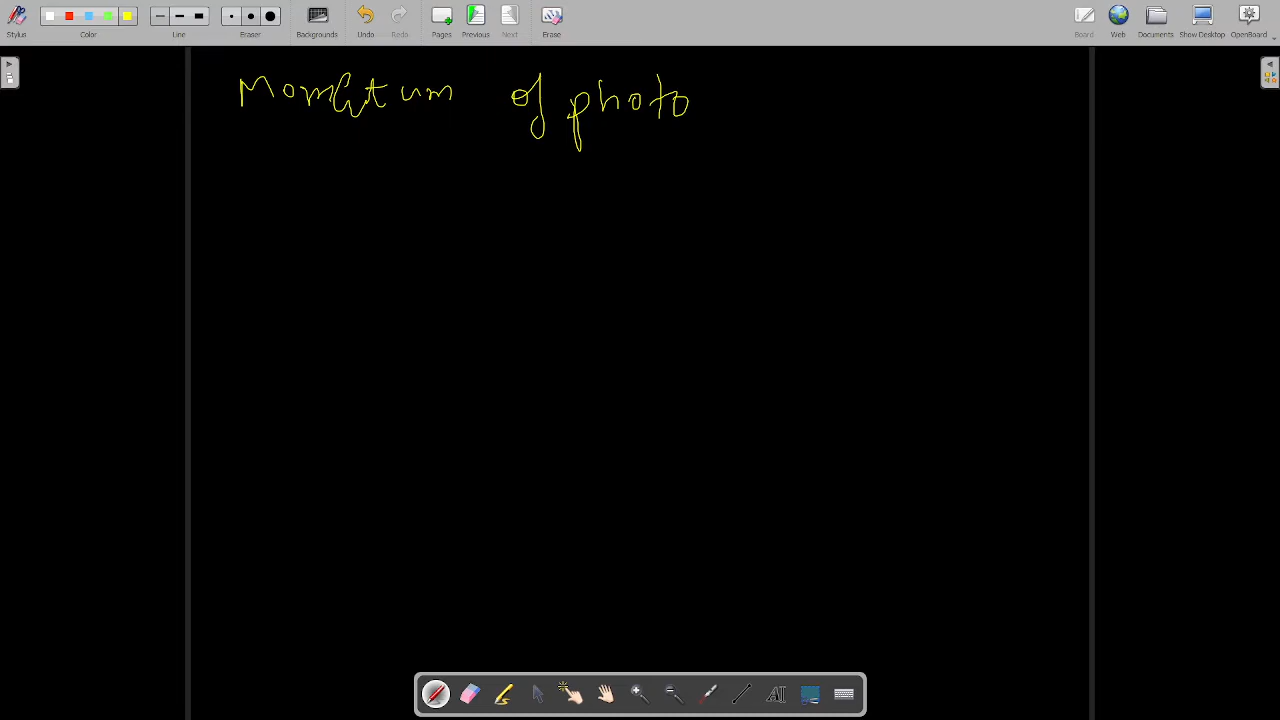 Stylus
Color
Line
Eraser
Backgrounds
Undo
Redo
Pages
Previous
Next
Erase
Board
Web
Documents
Show Desktop
OpenBoard
Momentum of photo
AI